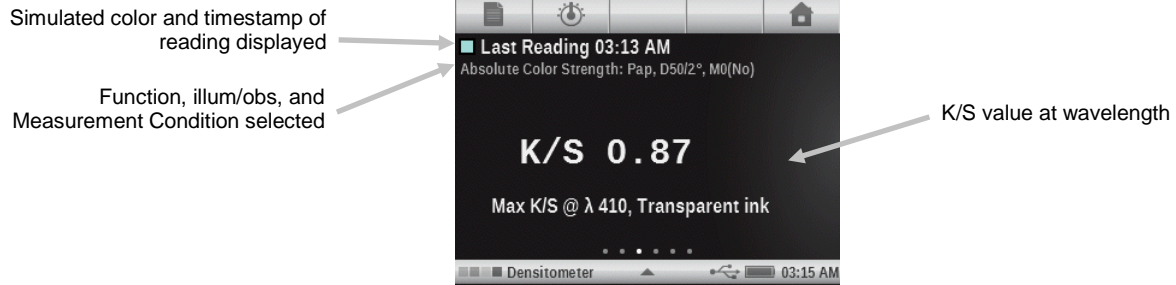 Simulated color and timestamp of
reading displayed
Function, illum/obs, and
Measurement Condition selected
Last Reading 03:13 AM
Absolute Color Strength: Pap, D50/2°, M0(No)
K/S 0.87
Max K/S @ λ 410, Transparent ink
Densitometer
03:15 AM
K/S value at wavelength